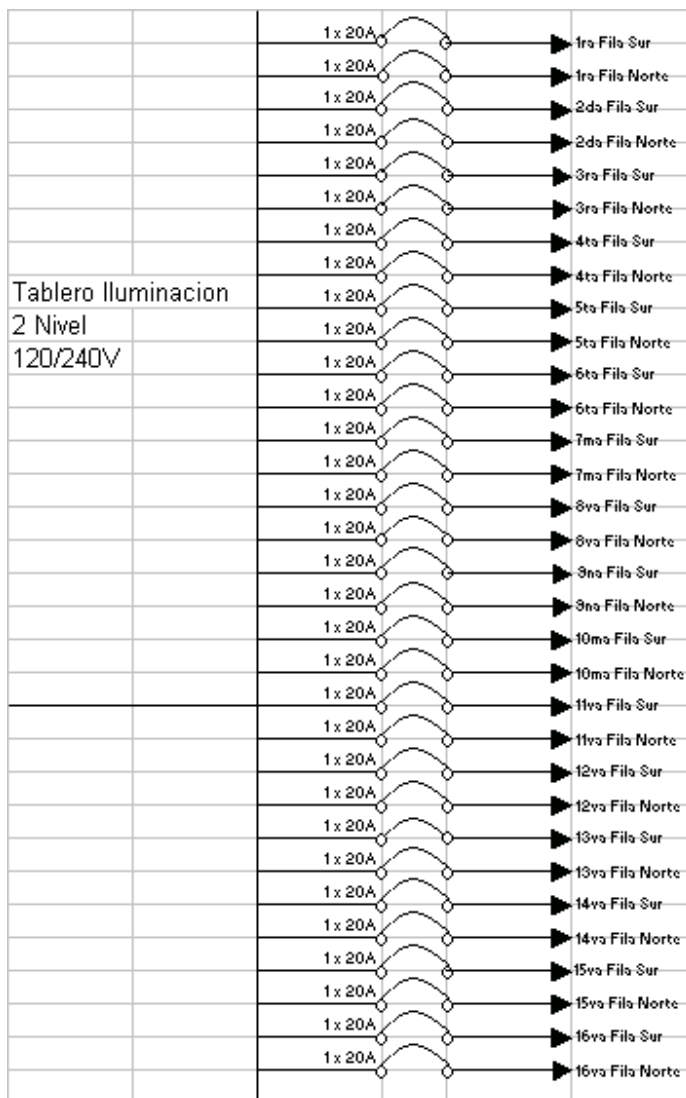 1 x 20A 1ra Fila Sur
1 x 20A 1ra Fila Norte
1 x 20A 2da Fila Sur
1 x 20A 2da Fila Norte
1 x 20A 3ra Fila Sur
1 x 20A 3ra Fila Norte
1 x 20A 4ta Fila Sur
1 x 20A 4ta Fila Norte
Tablero Iluminacion
1 x 20A 5ta Fila Sur
2 Nivel
1 x 20A 5ta Fila Norte
120/240V
1 x 20A 6ta Fila Sur
1 x 20A 6ta Fila Norte
1 x 20A 7ma Fila Sur
1 x 20A 7ma Fila Norte
1 x 20A 8va Fila Sur
1 x 20A 8va Fila Norte
1 x 20A 9na Fila Sur
1 x 20A 9na Fila Norte
1 x 20A 10ma Fila Sur
1 x 20A 10ma Fila Norte
1 x 20A 11va Fila Sur
1 x 20A 11va Fila Norte
1 x 20A 12va Fila Sur
1 x 20A 12va Fila Norte
1 x 20A 13va Fila Sur
1 x 20A 13va Fila Norte
1 x 20A 14va Fila Sur
1 x 20A 14va Fila Norte
1 x 20A 15va Fila Sur
1 x 20A 15va Fila Norte
1 x 20A 16va Fila Sur
1 x 20A 16va Fila Norte